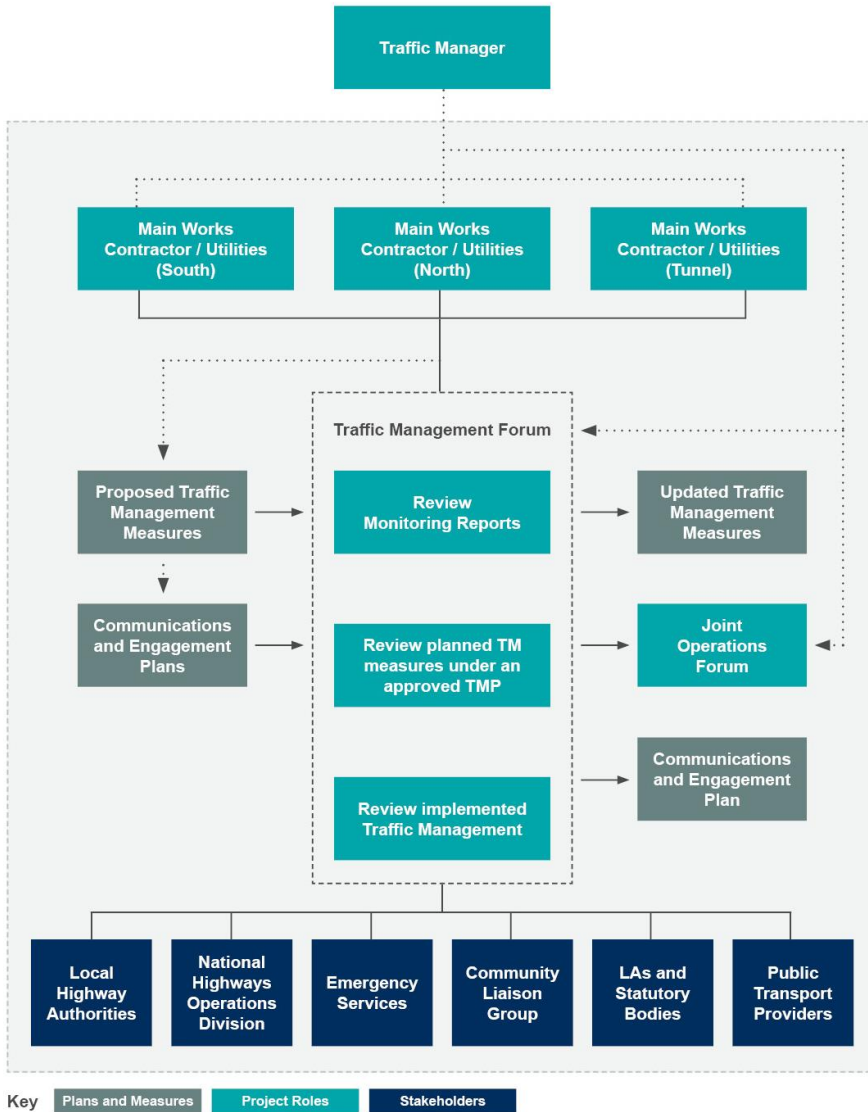 Traffic Manager
Main Works
Contractor / Utilities
(South)
Main Works
Contractor / Utilities
(North)
Main Works
Contractor / Utilities
(Tunnel)
Traffic Management Forum
Proposed Traffic
Management
Measures
Review
Monitoring Reports
Updated Traffic
Management
Measures
Communications
and Engagement
Plans
Review planned TM
measures under an
approved TMP
Joint
Operations
Forum
Communications
and Engagement
Plan
Review implemented
Traffic Management
Local
Highway
Authorities
National
Highways
Operations
Division
Emergency
Services
Community
Liaison
Group
LAs and
Statutory
Bodies
Public
Transport
Providers
Key
Plans and Measures
Project Roles
Stakeholders